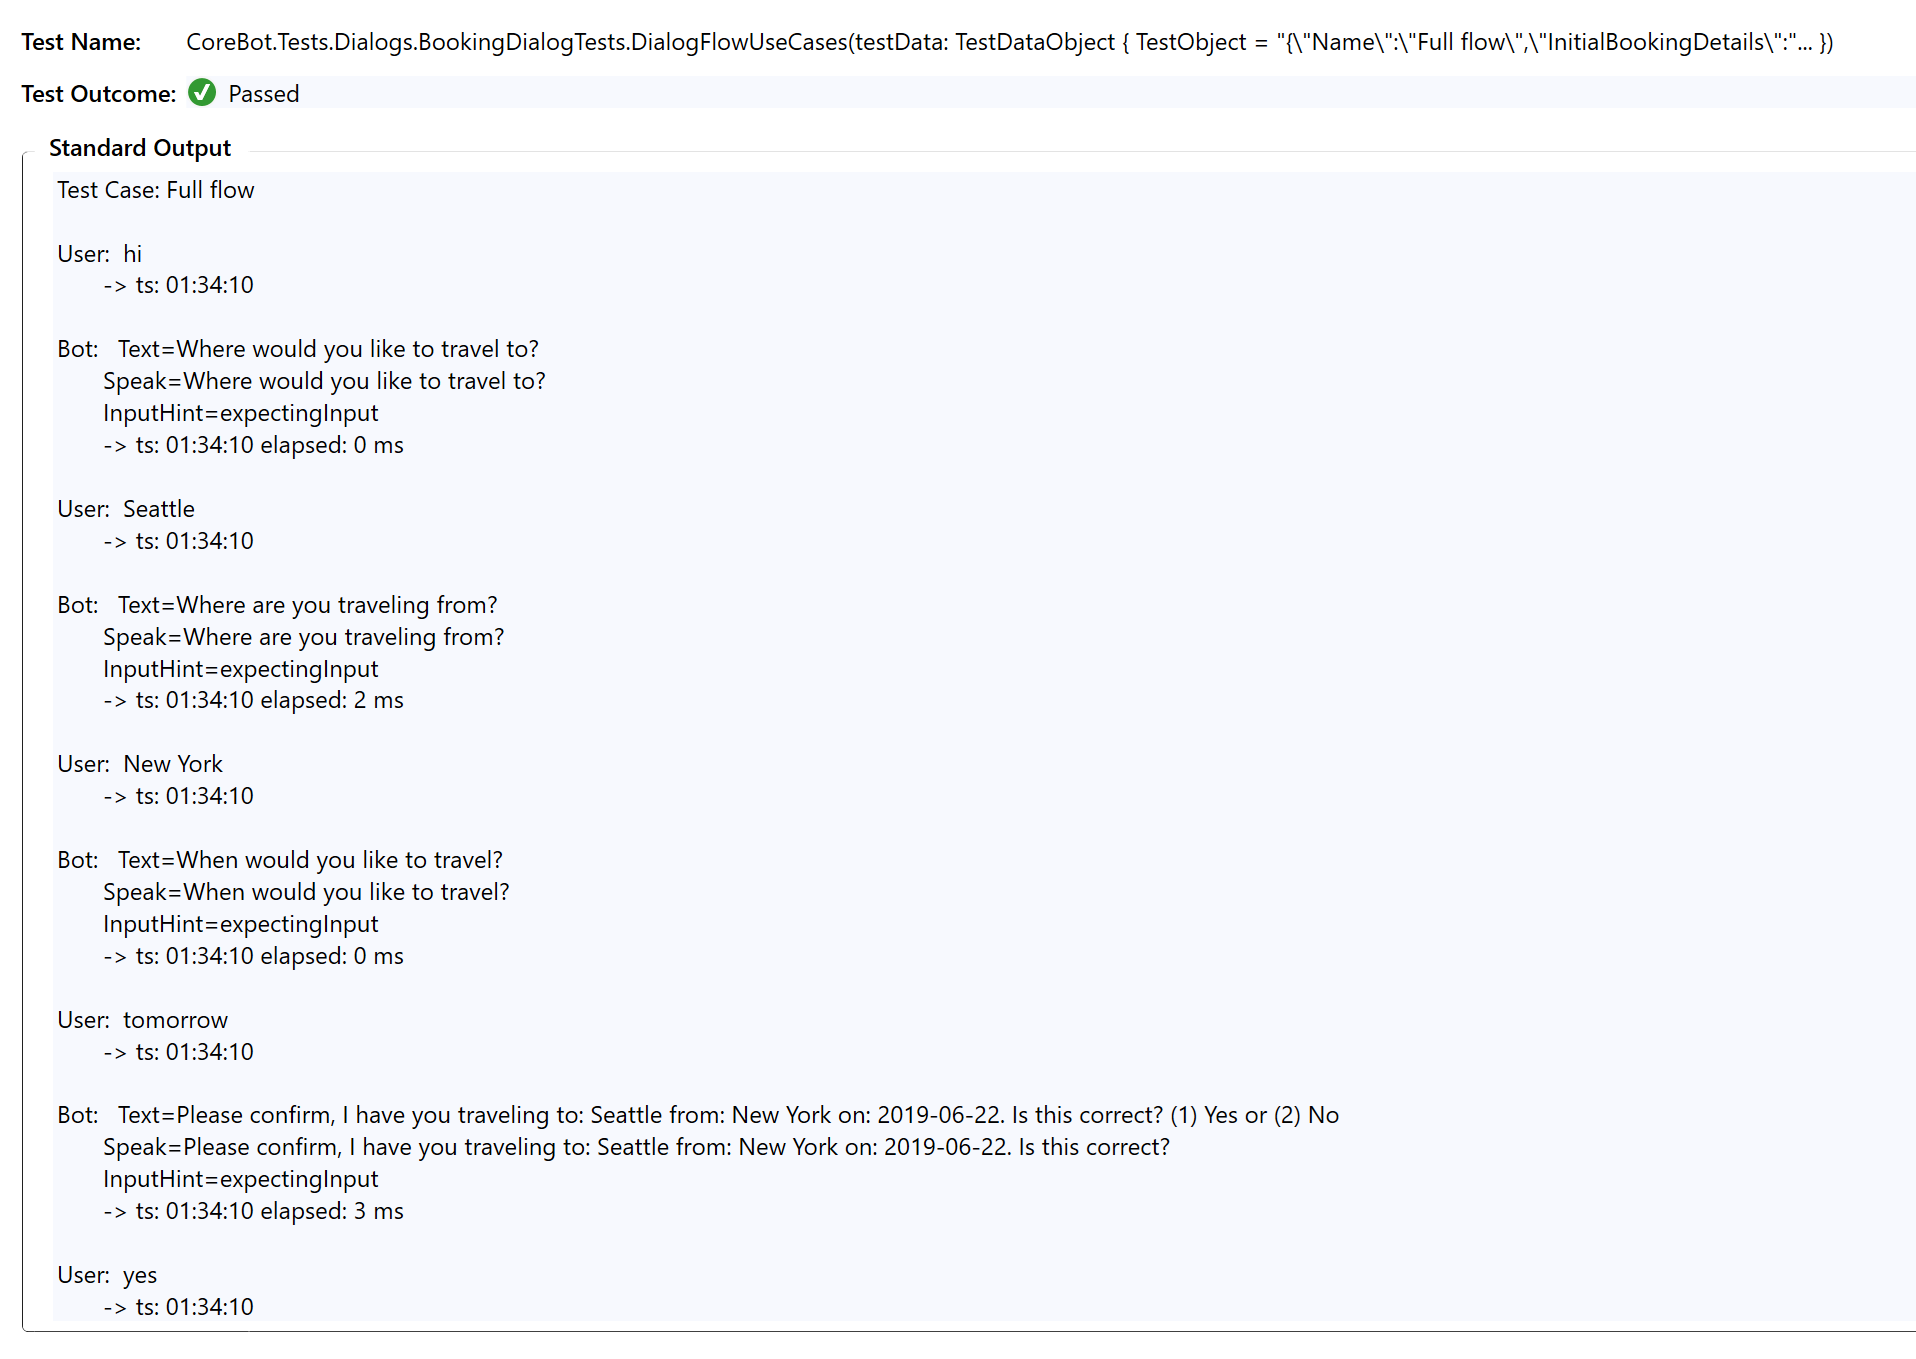 Test Name: CoreBot.Tests.Dialogs.BookingDialogTests.DialogFlowUseCases(testData: TestDataObject { TestObject = "{\"Name\":\"Full flow\",\"InitialBookingDetails\":"... })
Test Outcome: Passed
Standard Output
Test Case: Full flow
User: hi
-> ts: 01:34:10
Bot: Text=Where would you like to travel to?
Speak=Where would you like to travel to?
InputHint=expectingInput
-> ts: 01:34:10 elapsed: 0 ms
User: Seattle
-> ts: 01:34:10
Bot: Text=Where are you traveling from?
Speak=Where are you traveling from?
InputHint=expectingInput
-> ts: 01:34:10 elapsed: 2 ms
User: New York
-> ts: 01:34:10
Bot: Text=When would you like to travel?
Speak=When would you like to travel?
InputHint=expectingInput
-> ts: 01:34:10 elapsed: 0 ms
User: tomorrow
-> ts: 01:34:10
Bot: Text=Please confirm, I have you traveling to: Seattle from: New York on: 2019-06-22. Is this correct? (1) Yes or (2) No
Speak=Please confirm, I have you traveling to: Seattle from: New York on: 2019-06-22. Is this correct?
InputHint=expectingInput
-> ts: 01:34:10 elapsed: 3 ms
User: yes
-> ts: 01:34:10